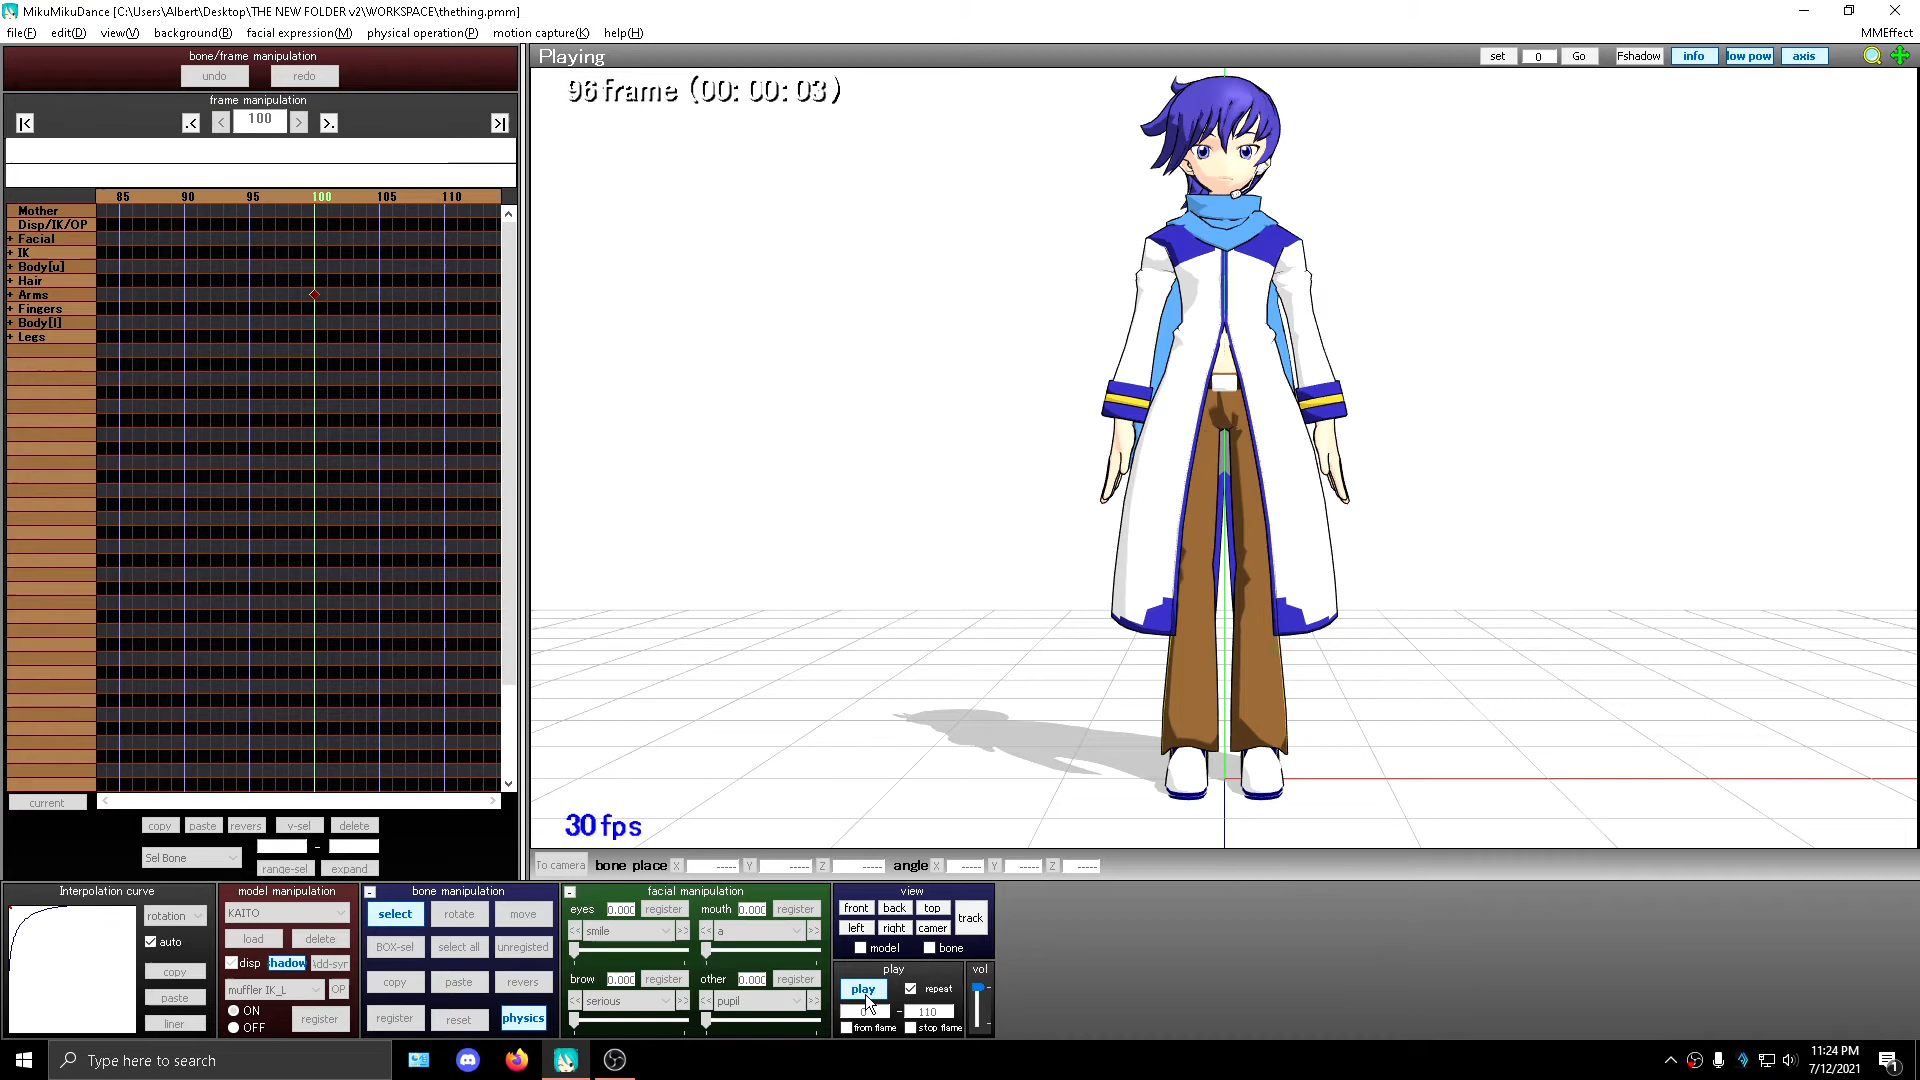 MikuMikuDance [C:\Users\Albert\Desktop\THE NEW FOLDER v2\WORKSPACE\thething.pmm]
file(F) edit(D) view(V) background(B) facial expression(M) physical operation(P) motion capture(K) help(H) MMEffect
bone/frame manipulation
undo redo
frame manipulation
|< .< < 100 > >. >|
85 90 95 100 105 110
Mother
Disp/IK/OP
+ Facial
+ IK
+ Body[u]
+ Hair
+ Arms
+ Fingers
+ Body[l]
+ Legs
current
copy paste revers v-sel delete
Sel Bone -
range-sel expand
Playing
set 0 Go Fshadow info low pow axis
96 frame (00:00:03)
30 fps
To camera bone place X ----- Y ----- Z ----- angle X ----- Y ----- Z -----
Interpolation curve
rotation
auto
copy
paste
liner
model manipulation
KAITO
load delete
disp hadow Add-syn
muffler IK_L OP
ON
OFF
register
- bone manipulation
select rotate move
BOX-sel select all unregisted
copy paste revers
register reset physics
- facial manipulation
eyes 0.000 register mouth 0.000 register
<< smile >> << a >>
brow 0.000 register other 0.000 register
<< serious >> << pupil >>
view
front back top
left right camer
track
model bone
play
play repeat
0 - 110
from flame stop flame
vol
Type here to search
11:24 PM
7/12/2021
1